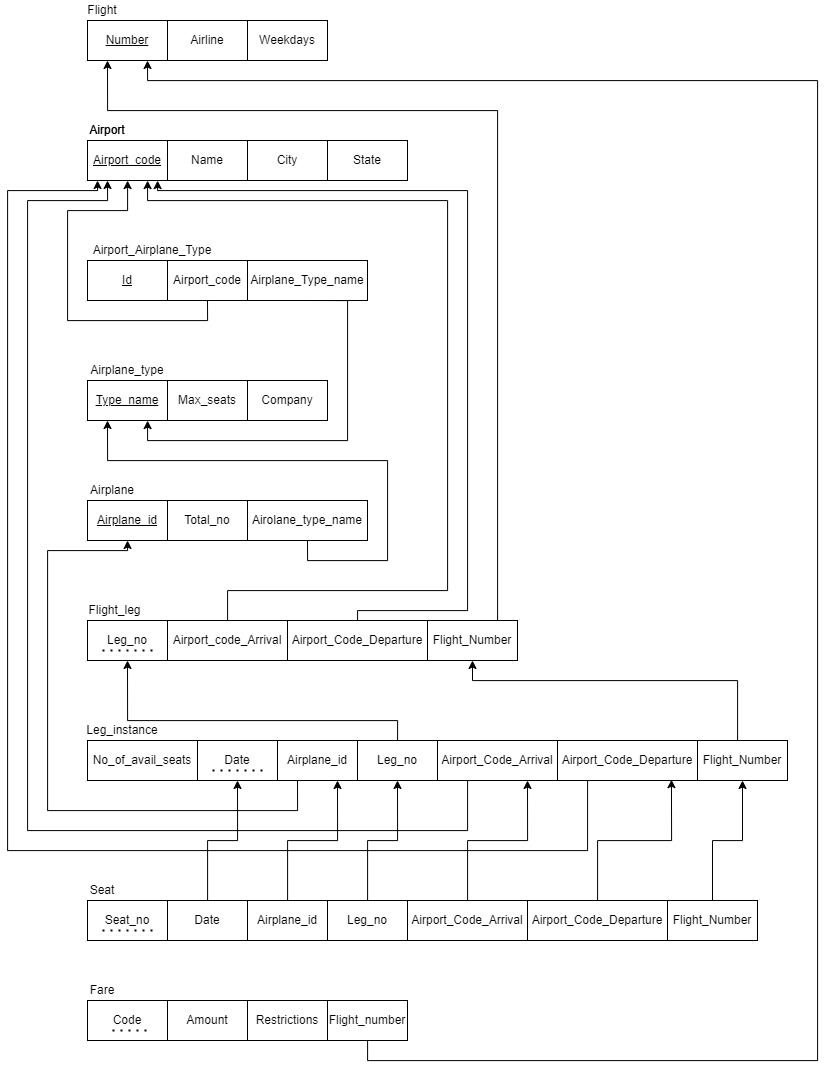 Flight
Number Airline Weekdays
Airport
Airport_code Name City State
Airport_Airplane_Type
Id Airport_code Airplane_Type_name
Airplane_type
Type_name Max_seats Company
Airplane
Airplane_id Total_no Airolane_type_name
Flight_leg
Leg_no Airport_code_Arrival Airport_Code_Departure Flight_Number
Leg_instance
No_of_avail_seats Date Airplane_id Leg_no Airport_Code_Arrival Airport_Code_Departure Flight_Number
Seat
Seat_no Date Airplane_id Leg_no Airport_Code_Arrival Airport_Code_Departure Flight_Number
Fare
Code Amount Restrictions Flight_number